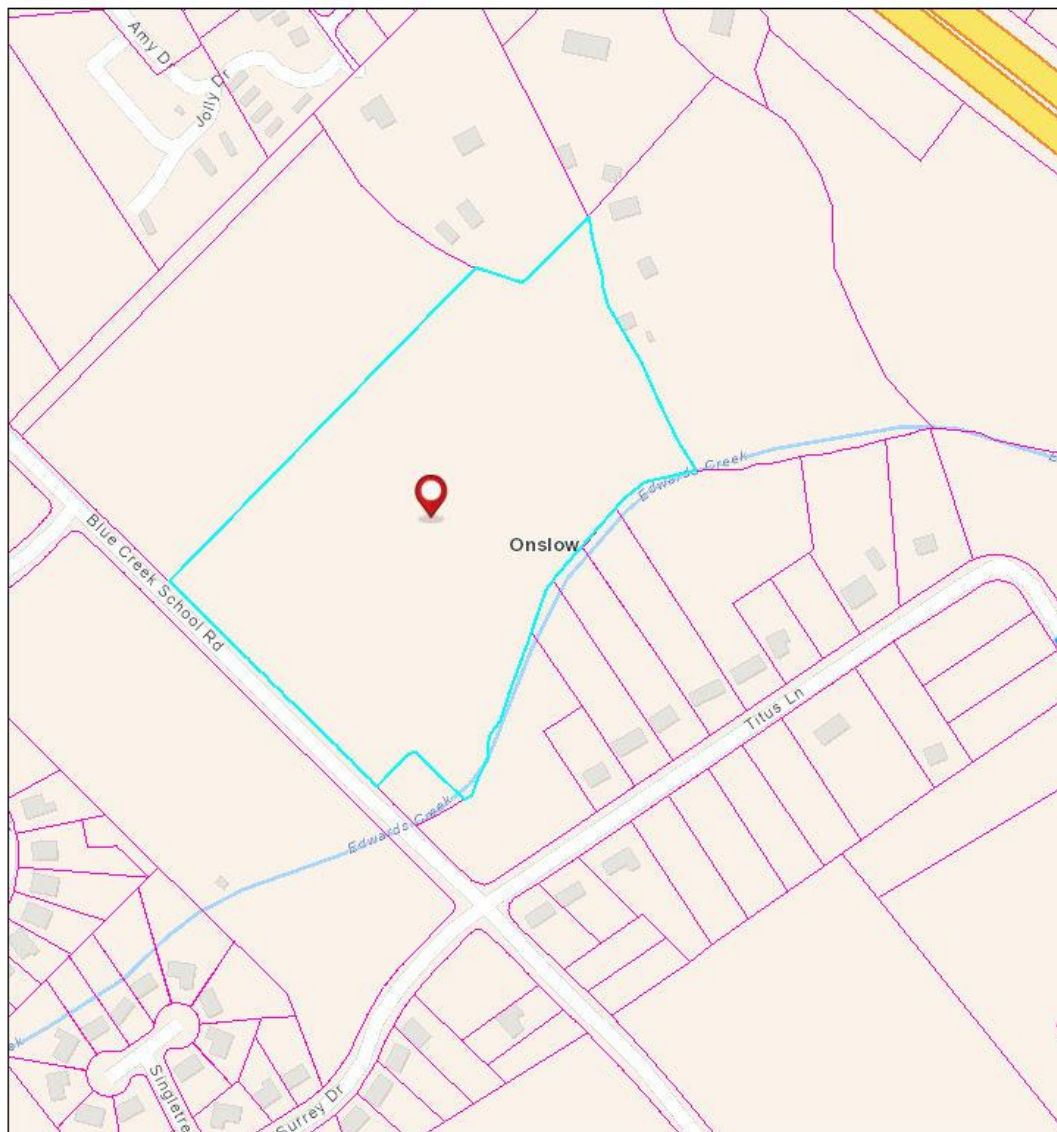 Amy Dr
Jolly Dr
Blue Creek School Rd
Edwards Creek
Onslow
Titus Ln
Edwards Creek
Surrey Dr
Singletre